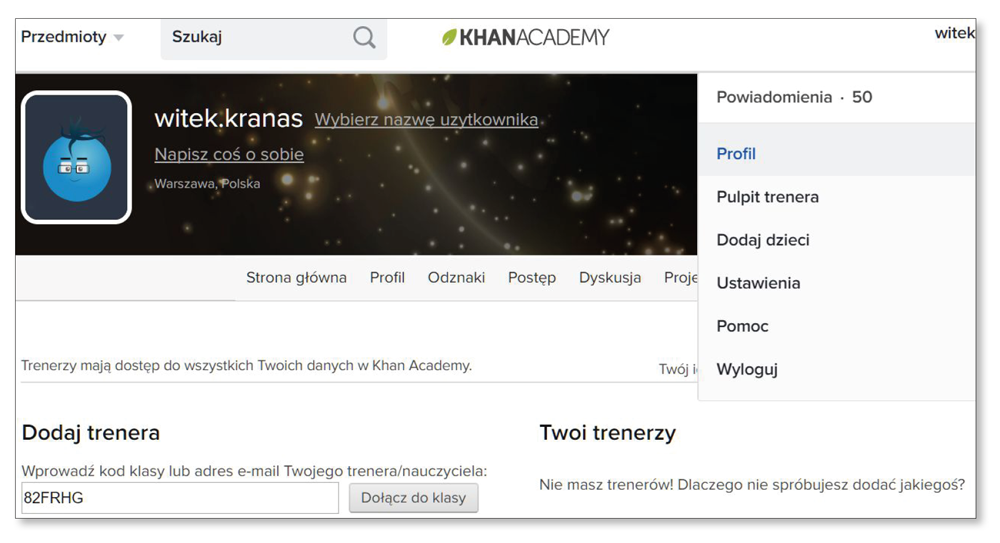 Przedmioty
Szukaj
KHANACADEMY
witek
witek.kranas Wybierz nazwę uzytkownika
Napisz coś o sobie
Warszawa, Polska
Powiadomienia · 50
Profil
Pulpit trenera
Dodaj dzieci
Ustawienia
Pomoc
Wyloguj
Strona główna Profil Odznaki Postęp Dyskusja Proje
Trenerzy mają dostęp do wszystkich Twoich danych w Khan Academy.
Twój
Dodaj trenera
Wprowadź kod klasy lub adres e-mail Twojego trenera/nauczyciela:
82FRHG
Dołącz do klasy
Twoi trenerzy
Nie masz trenerów! Dlaczego nie spróbujesz dodać jakiegoś?